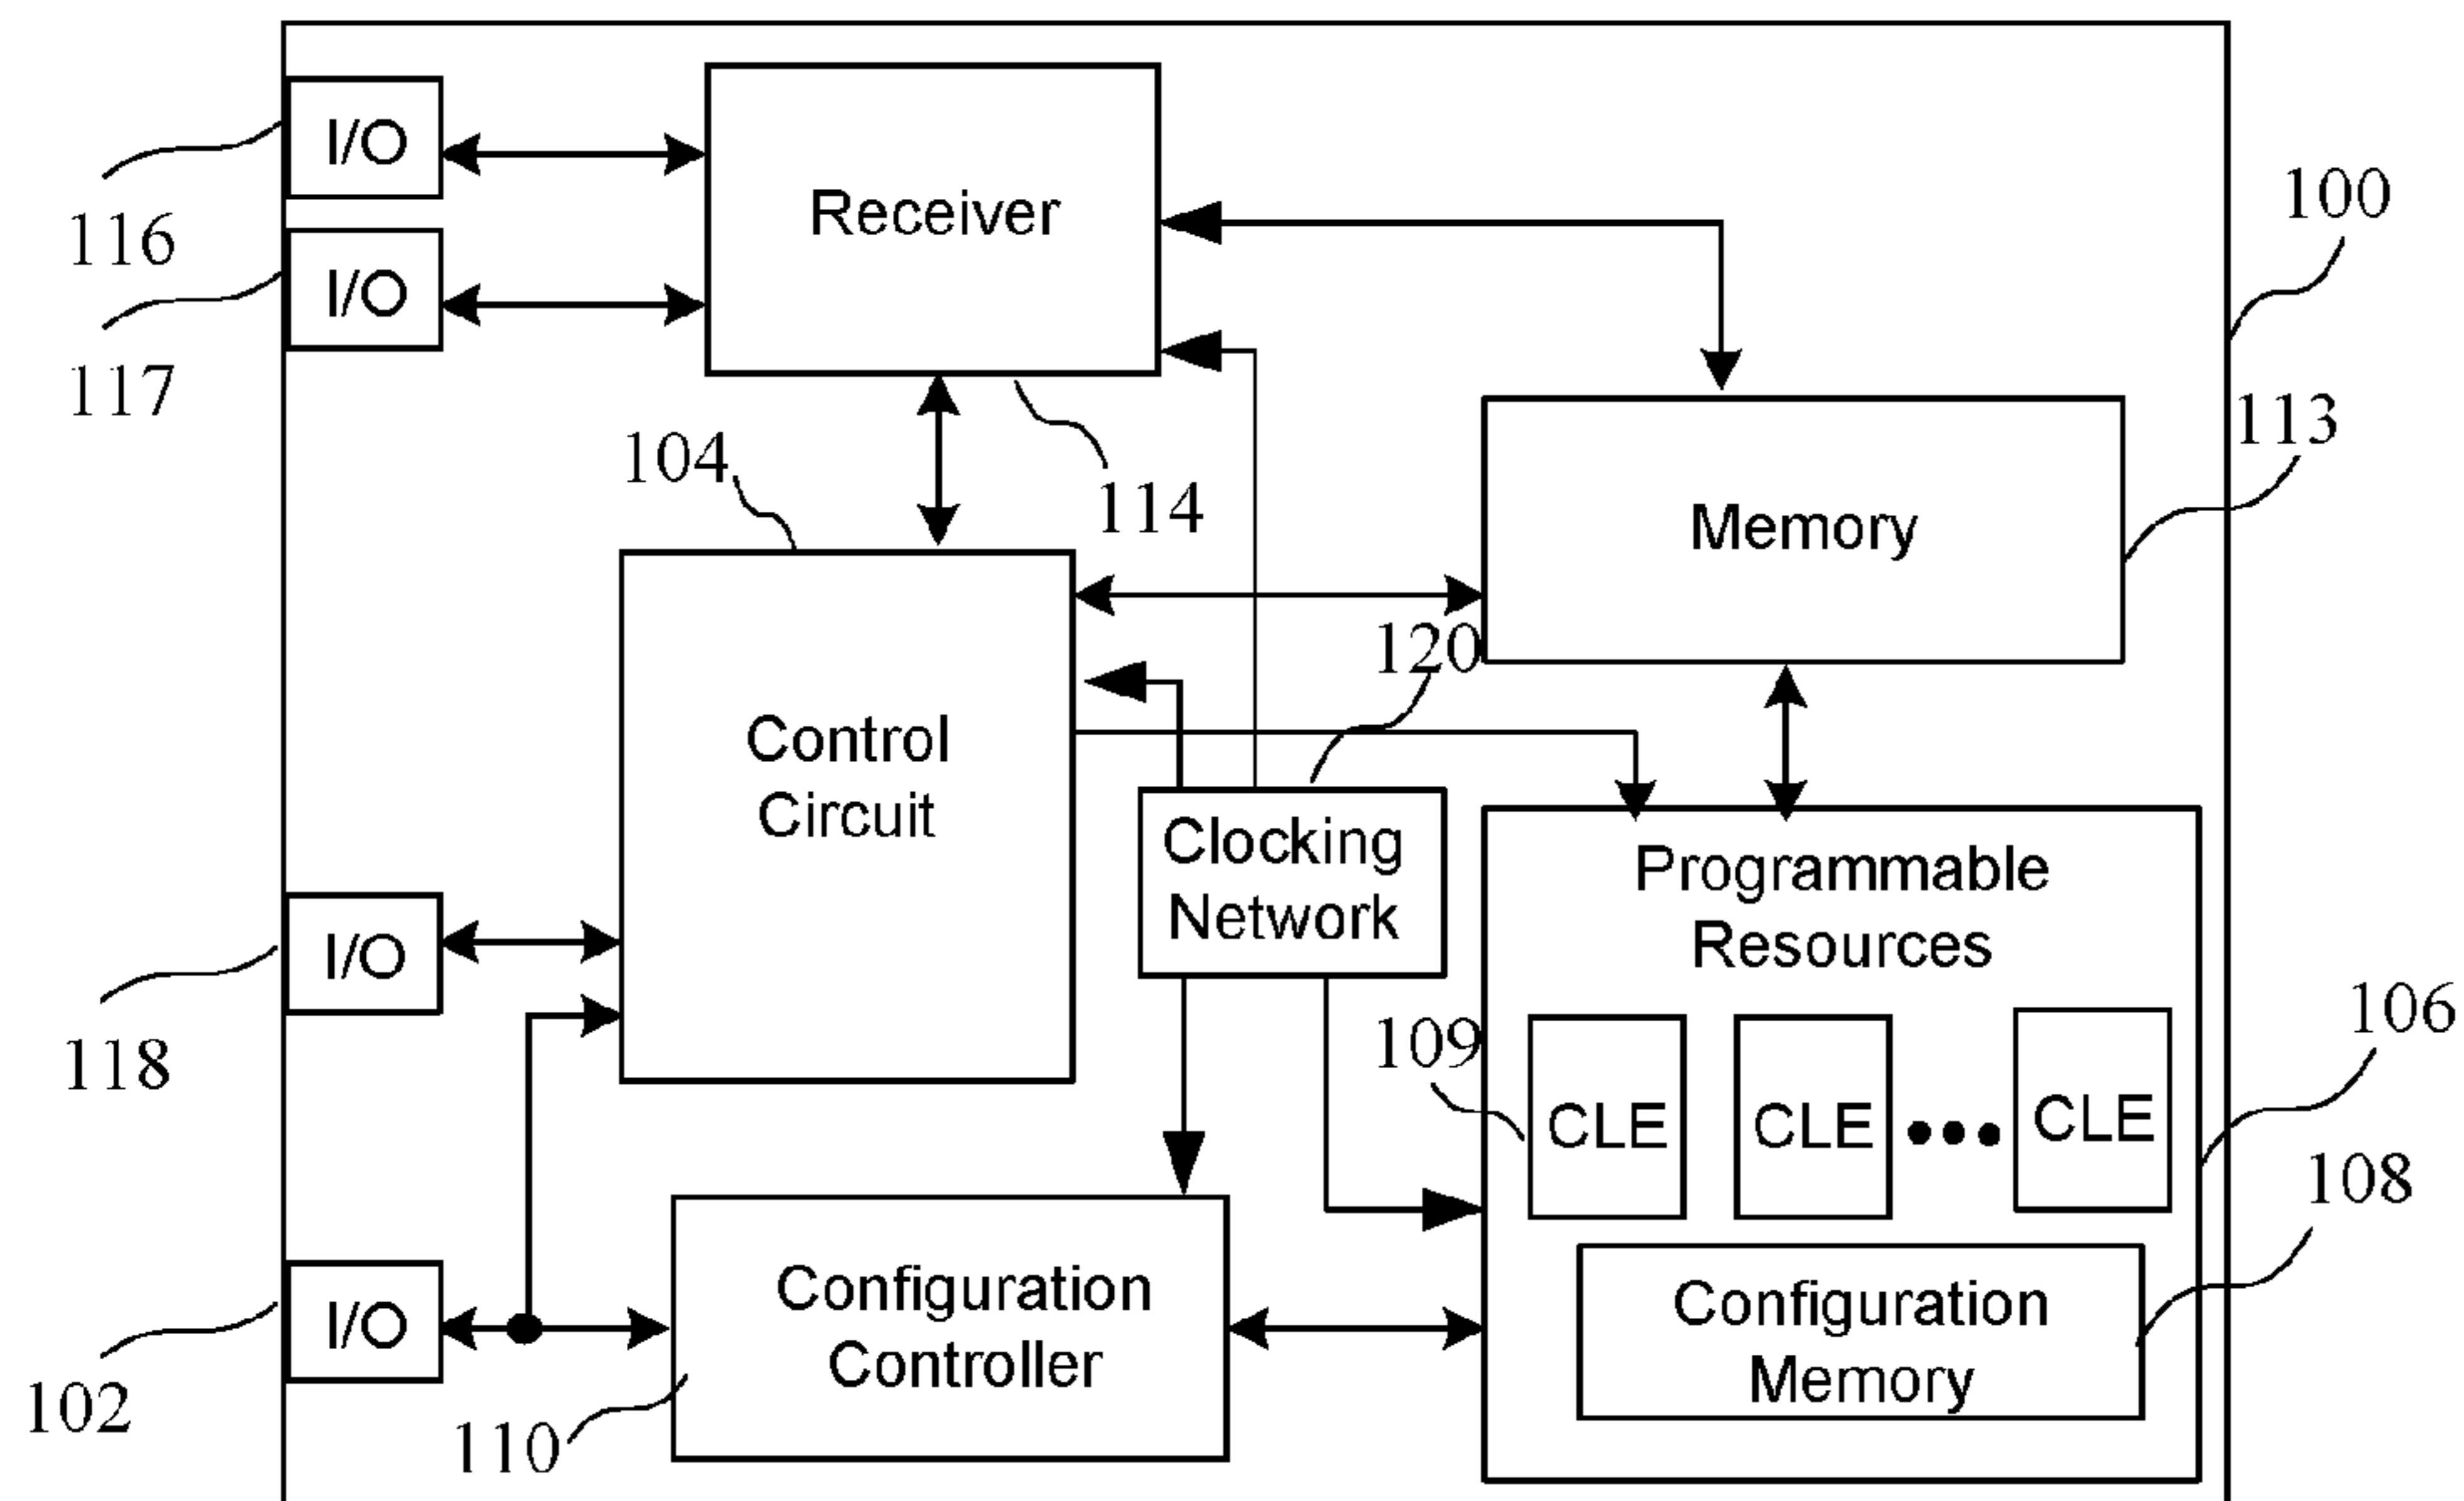 I/O
116
I/O
117
Receiver
100
114
104
113
Memory
120
Control
Circuit
Clocking
Network
Programmable
Resources
I/O
118
109
CLE
CLE
CLE
106
108
Configuration
Memory
I/O
102
Configuration
Controller
110